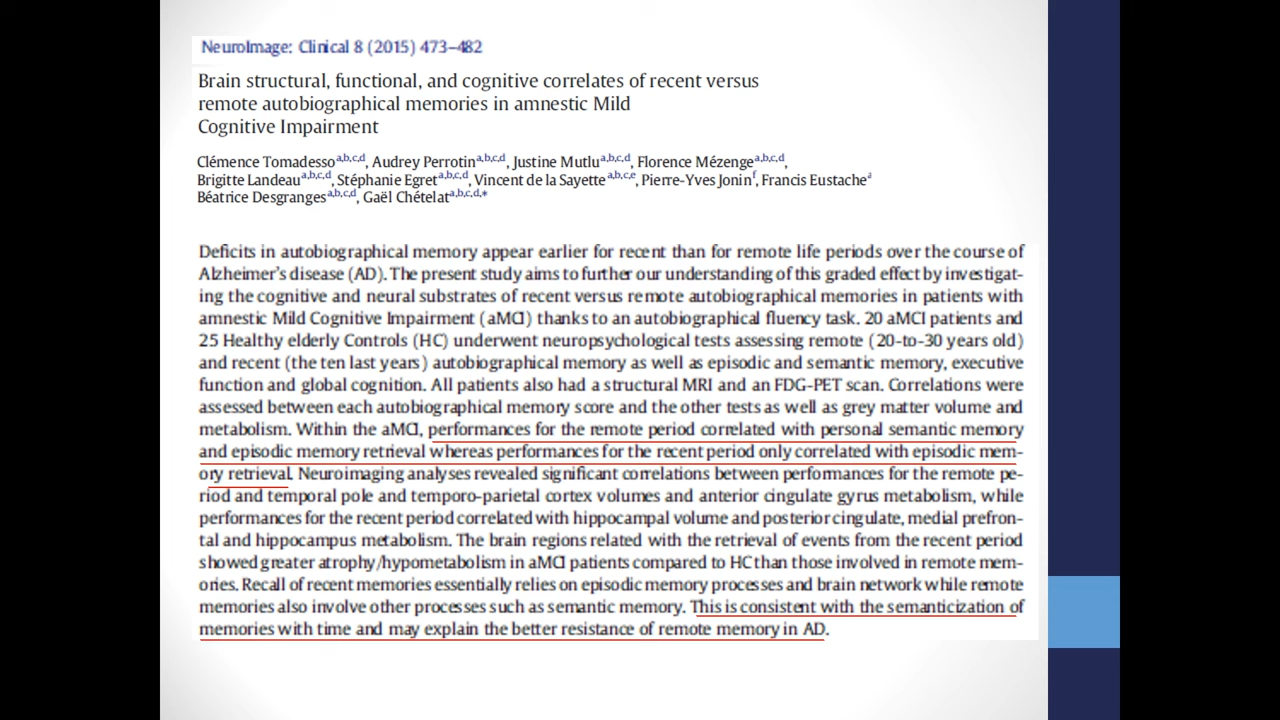 NeuroImage: Clinical 8 (2015) 473–482
Brain structural, functional, and cognitive correlates of recent versus
remote autobiographical memories in amnestic Mild
Cognitive Impairment
Clémence Tomadesso a,b,c,d, Audrey Perrotin a,b,c,d, Justine Mutlu a,b,c,d, Florence Mézenge a,b,c,d,
Brigitte Landeau a,b,c,d, Stéphanie Egret a,b,c,d, Vincent de la Sayette a,b,c,e, Pierre-Yves Jonin f, Francis Eustache a
Béatrice Desgranges a,b,c,d, Gaël Chételat a,b,c,d,*
Deficits in autobiographical memory appear earlier for recent than for remote life periods over the course of
Alzheimer's disease (AD). The present study aims to further our understanding of this graded effect by investigat-
ing the cognitive and neural substrates of recent versus remote autobiographical memories in patients with
amnestic Mild Cognitive Impairment (aMCI) thanks to an autobiographical fluency task. 20 aMCI patients and
25 Healthy elderly Controls (HC) underwent neuropsychological tests assessing remote (20-to-30 years old)
and recent (the ten last years) autobiographical memory as well as episodic and semantic memory, executive
function and global cognition. All patients also had a structural MRI and an FDG-PET scan. Correlations were
assessed between each autobiographical memory score and the other tests as well as grey matter volume and
metabolism. Within the aMCI, performances for the remote period correlated with personal semantic memory
and episodic memory retrieval whereas performances for the recent period only correlated with episodic mem-
ory retrieval. Neuroimaging analyses revealed significant correlations between performances for the remote pe-
riod and temporal pole and temporo-parietal cortex volumes and anterior cingulate gyrus metabolism, while
performances for the recent period correlated with hippocampal volume and posterior cingulate, medial prefron-
tal and hippocampus metabolism. The brain regions related with the retrieval of events from the recent period
showed greater atrophy/hypometabolism in aMCI patients compared to HC than those involved in remote mem-
ories. Recall of recent memories essentially relies on episodic memory processes and brain network while remote
memories also involve other processes such as semantic memory. This is consistent with the semanticization of
memories with time and may explain the better resistance of remote memory in AD.